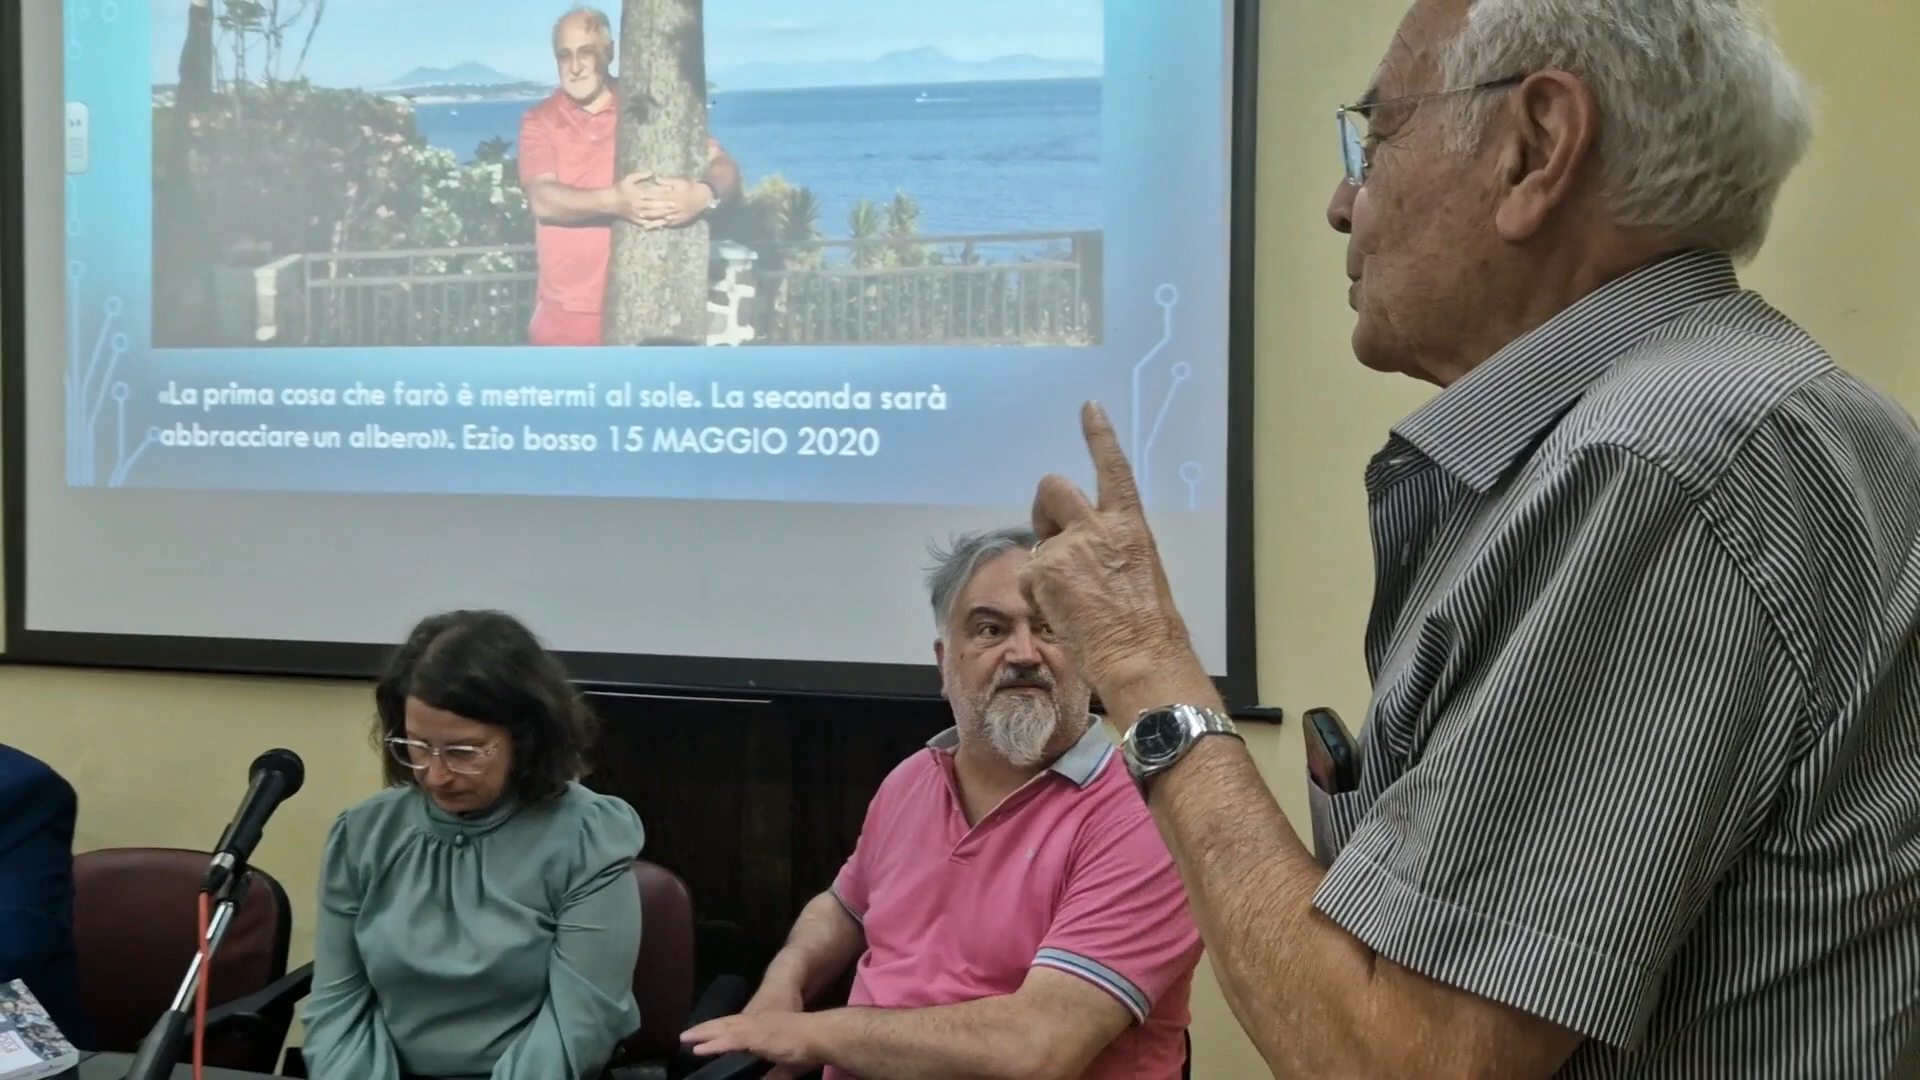 «La prima cosa che farò è mettermi al sole. La seconda sarà
abbracciare un albero». Ezio bosso 15 MAGGIO 2020